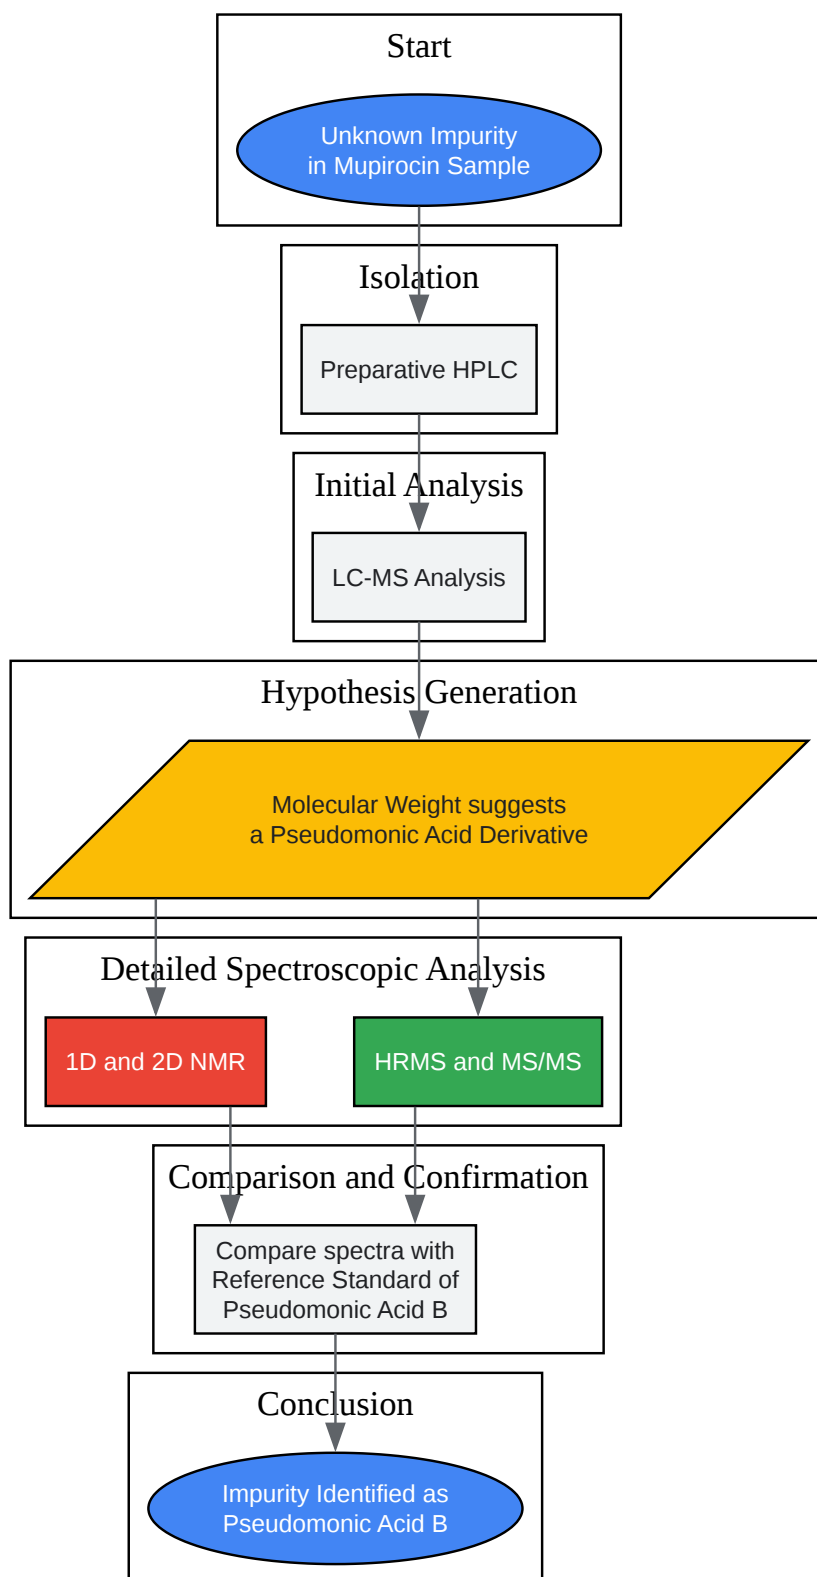 Start
Unknown Impurity
in Mupirocin Sample
Isolation
Preparative HPLC
Initial Analysis
LC-MS Analysis
Hypothesis Generation
Molecular Weight suggests
a Pseudomonic Acid Derivative
Detailed Spectroscopic Analysis
1D and 2D NMR
HRMS and MS/MS
Comparison and Confirmation
Compare spectra with
Reference Standard of
Pseudomonic Acid B
Conclusion
Impurity Identified as
Pseudomonic Acid B